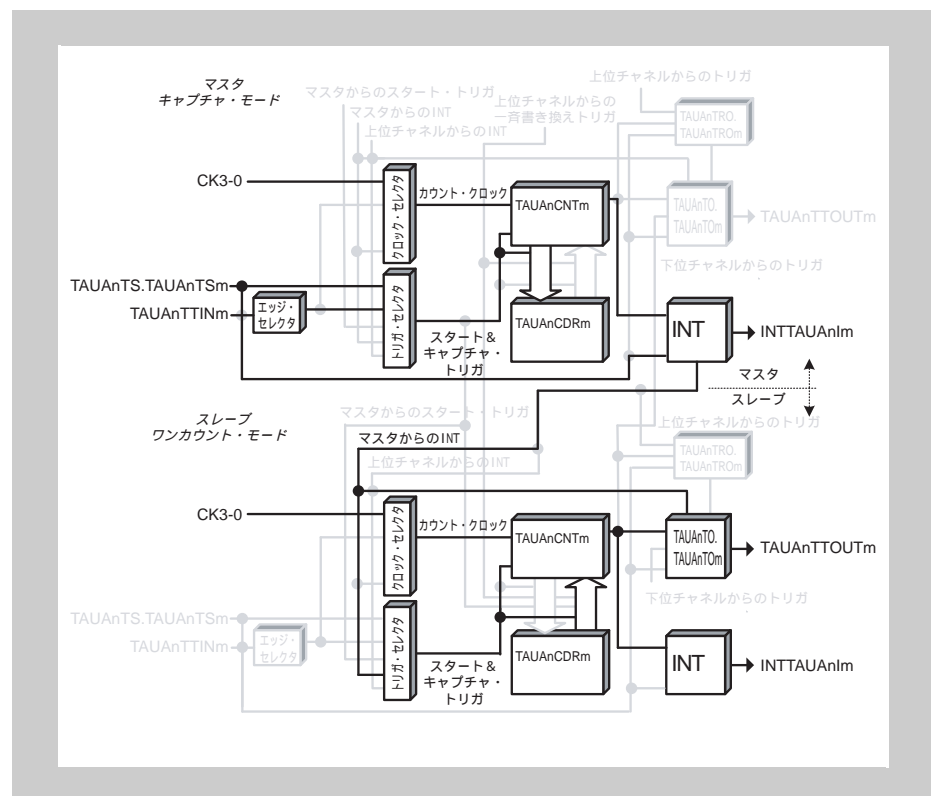 マスタ
キャプチャ・モード
マスタからのスタート・トリガ
マスタからのINT
上位チャネルからのINT
上位チャネルからの
一斉書き換えトリガ
上位チャネルからのトリガ
TAUAnTRO.
TAUAnTROm
CK3-0
クロック・セレクタ
カウント・クロック
TAUAnCNTm
TAUAnTO.
TAUAnTOm
TAUAnTTOUTm
下位チャネルからのトリガ
TAUAnTS.TAUAnTSm
TAUAnTTINm
エッジ・
セレクタ
トリガ・セレクタ
スタート&
キャプチャ・
トリガ
TAUAnCDRm
INT
INTTAUAnIm
マスタ
スレーブ
スレーブ
ワンカウント・モード
マスタからのスタート・トリガ
マスタからのINT
上位チャネルからのINT
上位チャネルからのトリガ
TAUAnTRO.
TAUAnTROm
CK3-0
クロック・セレクタ
カウント・クロック
TAUAnCNTm
TAUAnTO.
TAUAnTOm
TAUAnTTOUTm
下位チャネルからのトリガ
TAUAnTS.TAUAnTSm
TAUAnTTINm
エッジ・
セレクタ
トリガ・セレクタ
スタート&
キャプチャ・
トリガ
TAUAnCDRm
INT
INTTAUAnIm